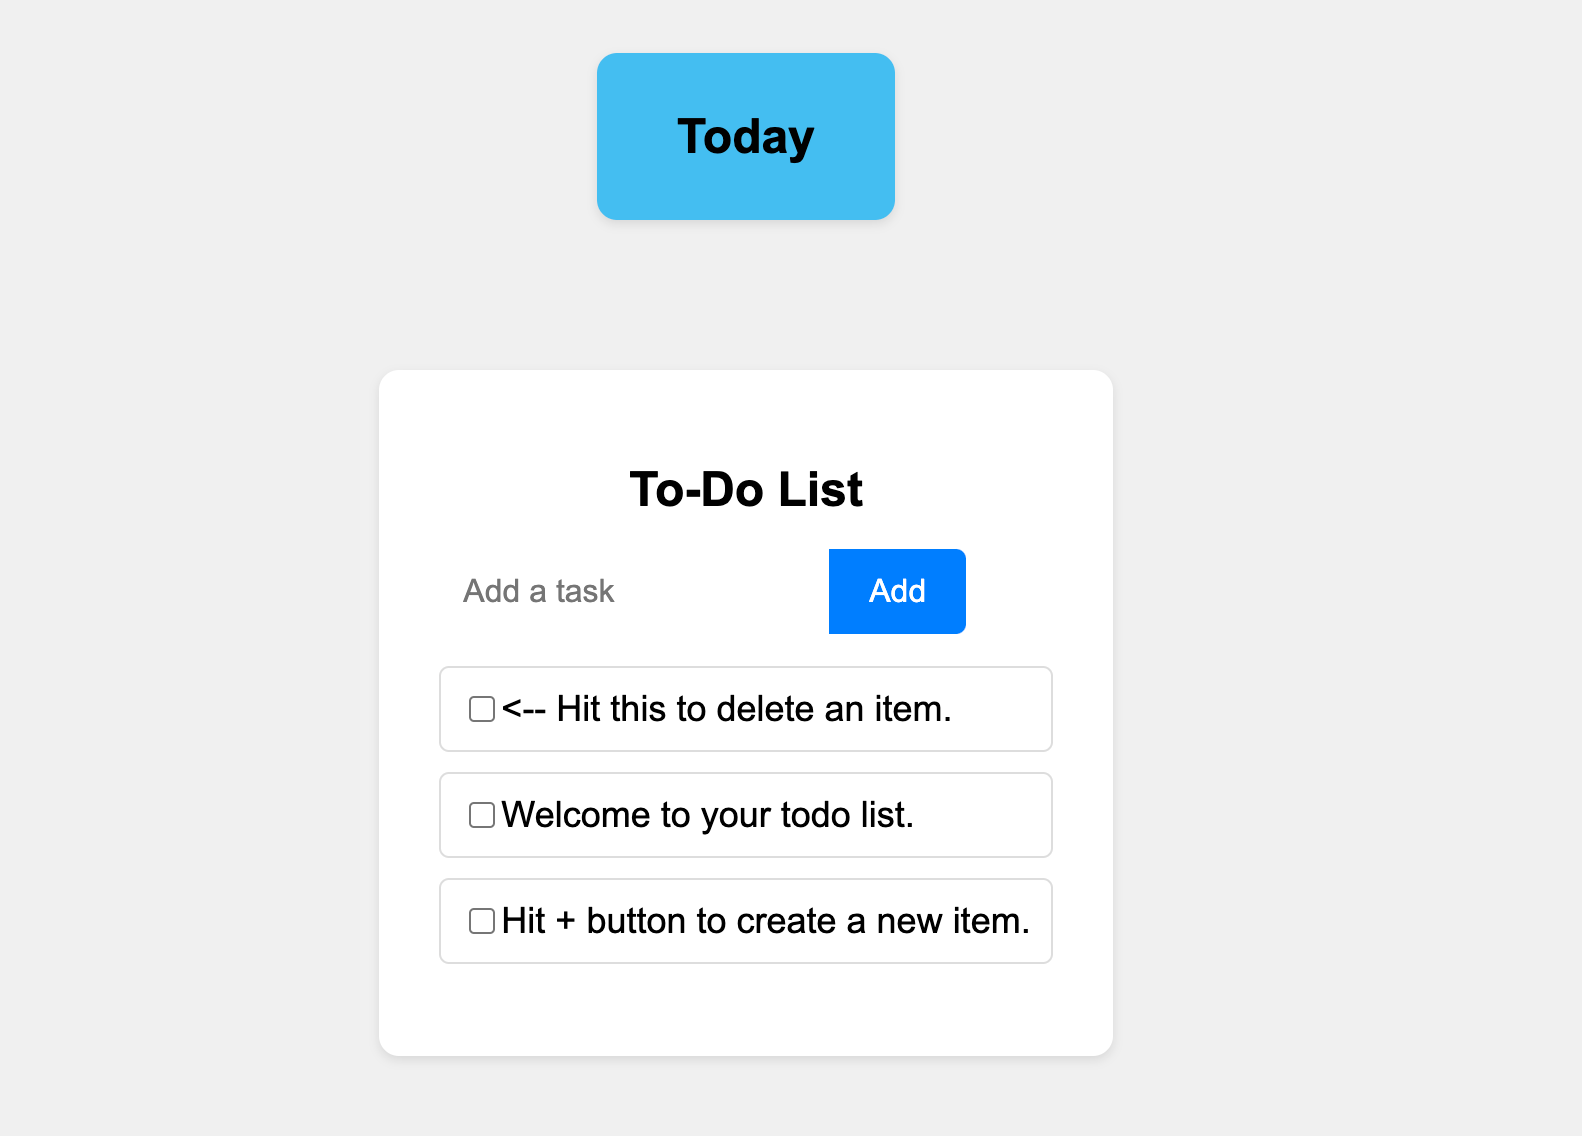 Today
To-Do List
Add a task
Add
<-- Hit this to delete an item.
Welcome to your todo list.
Hit + button to create a new item.